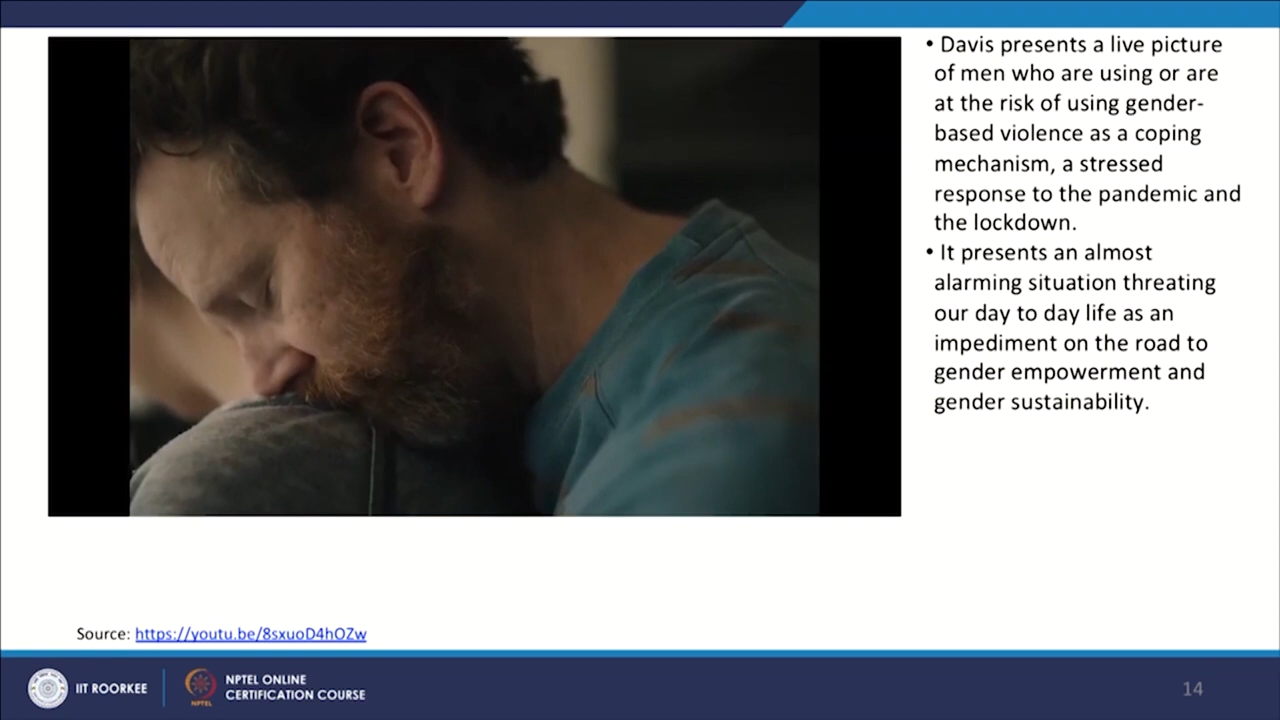 • Davis presents a live picture
of men who are using or are
at the risk of using gender-
based violence as a coping
mechanism, a stressed
response to the pandemic and
the lockdown.
• It presents an almost
alarming situation threating
our day to day life as an
impediment on the road to
gender empowerment and
gender sustainability.
Source: https://youtu.be/8sxuoD4hOZw
IIT ROORKEE
NPTEL
NPTEL ONLINE
CERTIFICATION COURSE
14